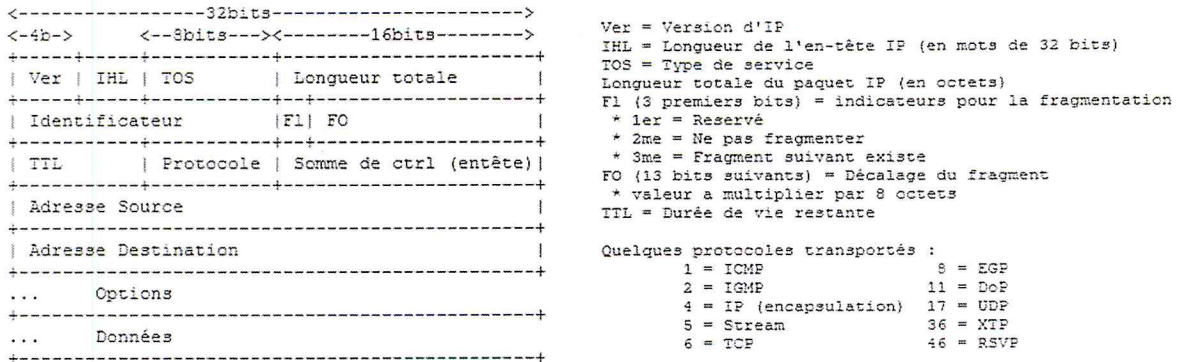 <-----------------32bits----------------------->
<-4b->      <--8bits---><--------16bits-------->
+-----+-----+-----------+----------------------+
| Ver | IHL | TOS       | Longueur totale      |
+-----+-----+-----------+--+-------------------+
| Identificateur        |Fl| FO                |
+-----------+-----------+--+-------------------+
| TTL       | Protocole | Somme de ctrl (entête)|
+-----------+-----------+----------------------+
| Adresse Source                               |
+----------------------------------------------+
| Adresse Destination                          |
+----------------------------------------------+
...     Options
+----------------------------------------------+
...     Données
+----------------------------------------------+
Ver = Version d'IP
IHL = Longueur de l'en-tête IP (en mots de 32 bits)
TOS = Type de service
Longueur totale du paquet IP (en octets)
Fl (3 premiers bits) = indicateurs pour la fragmentation
* 1er = Reservé
* 2me = Ne pas fragmenter
* 3me = Fragment suivant existe
FO (13 bits suivants) = Décalage du fragment
* valeur a multiplier par 8 octets
TTL = Durée de vie restante
Quelques protocoles transportés :
1 = ICMP 8 = EGP
2 = IGMP 11 = DoP
4 = IP (encapsulation) 17 = UDP
5 = Stream 36 = XTP
6 = TCP 46 = RSVP